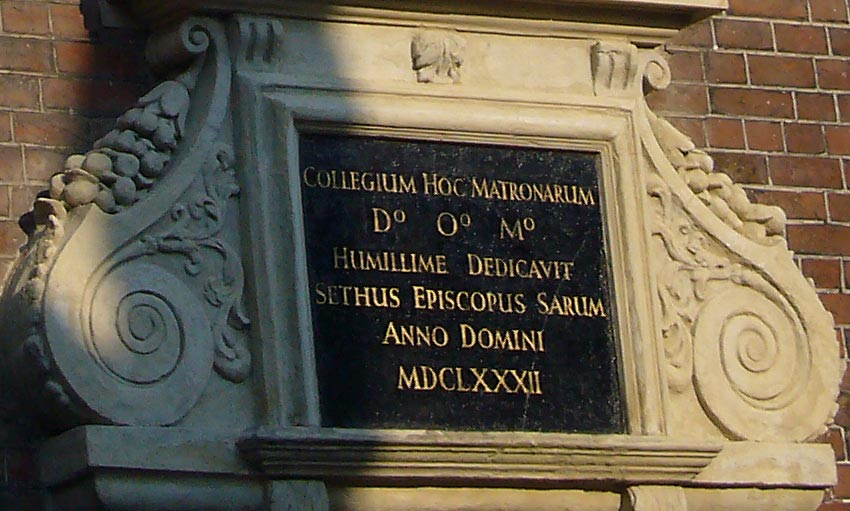 COLLEGIUM HOC MATRONARUM
Dº Oº Mº
HUMILLIME DEDICAVIT
SETHUS EPISCOPUS SARUM
ANNO DOMINI
MDCLXXXII